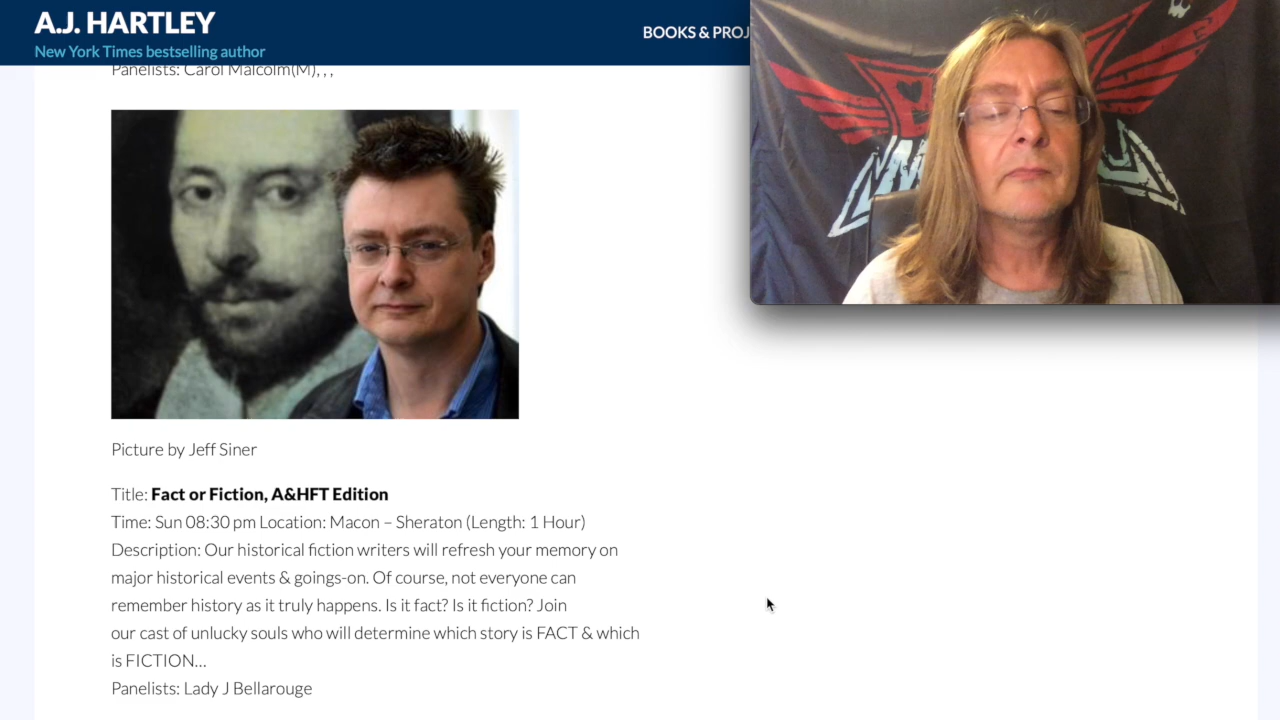 A.J. HARTLEY
New York Times bestselling author
BOOKS & PROJ
Panelists: Carol Malcolm(M), , ,
Picture by Jeff Siner
Title: Fact or Fiction, A&HFT Edition
Time: Sun 08:30 pm Location: Macon – Sheraton (Length: 1 Hour)
Description: Our historical fiction writers will refresh your memory on
major historical events & goings-on. Of course, not everyone can
remember history as it truly happens. Is it fact? Is it fiction? Join
our cast of unlucky souls who will determine which story is FACT & which
is FICTION...
Panelists: Lady J Bellarouge